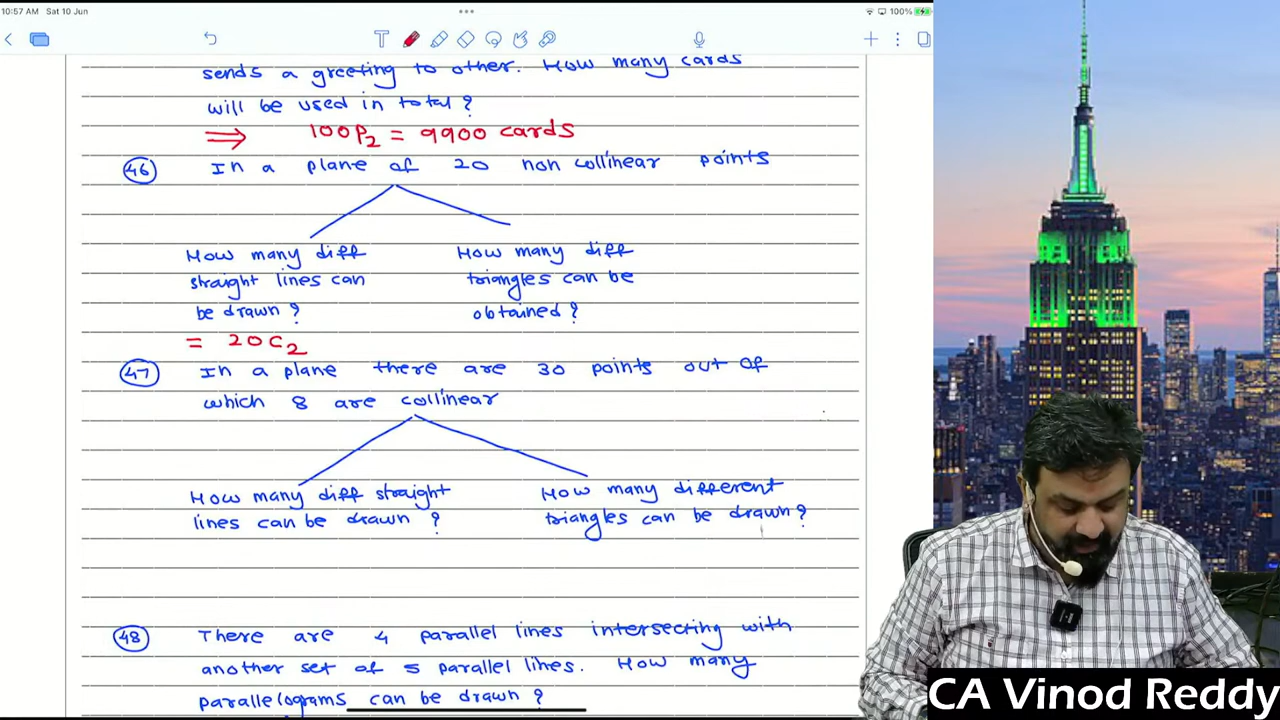 10:57 AM Sat 10 Jun
100%
sends a greeting to other. How many cards
will be used in total?
⇒ 100P2 = 9900 cards
46 In a plane of 20 non collinear points
How many diff straight lines can be drawn?
How many diff triangles can be obtained?
= 20C2
47 In a plane there are 30 points out of
which 8 are collinear
How many diff straight lines can be drawn?
How many different triangles can be drawn?
48 There are 4 parallel lines intersecting with
another set of 5 parallel lines. How many
parallelograms can be drawn?
CA Vinod Reddy